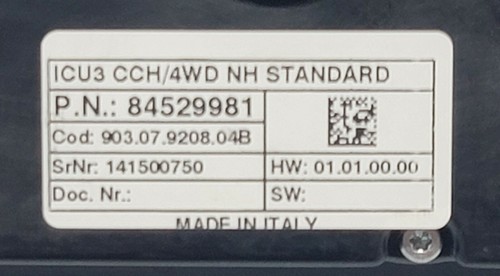 ICU3 CCH/4WD NH STANDARD
P.N.: 84529981
Cod: 903.07.9208.04B
SrNr: 141500750
HW: 01.01.00.00
Doc. Nr.:
SW:
MADE IN ITALY